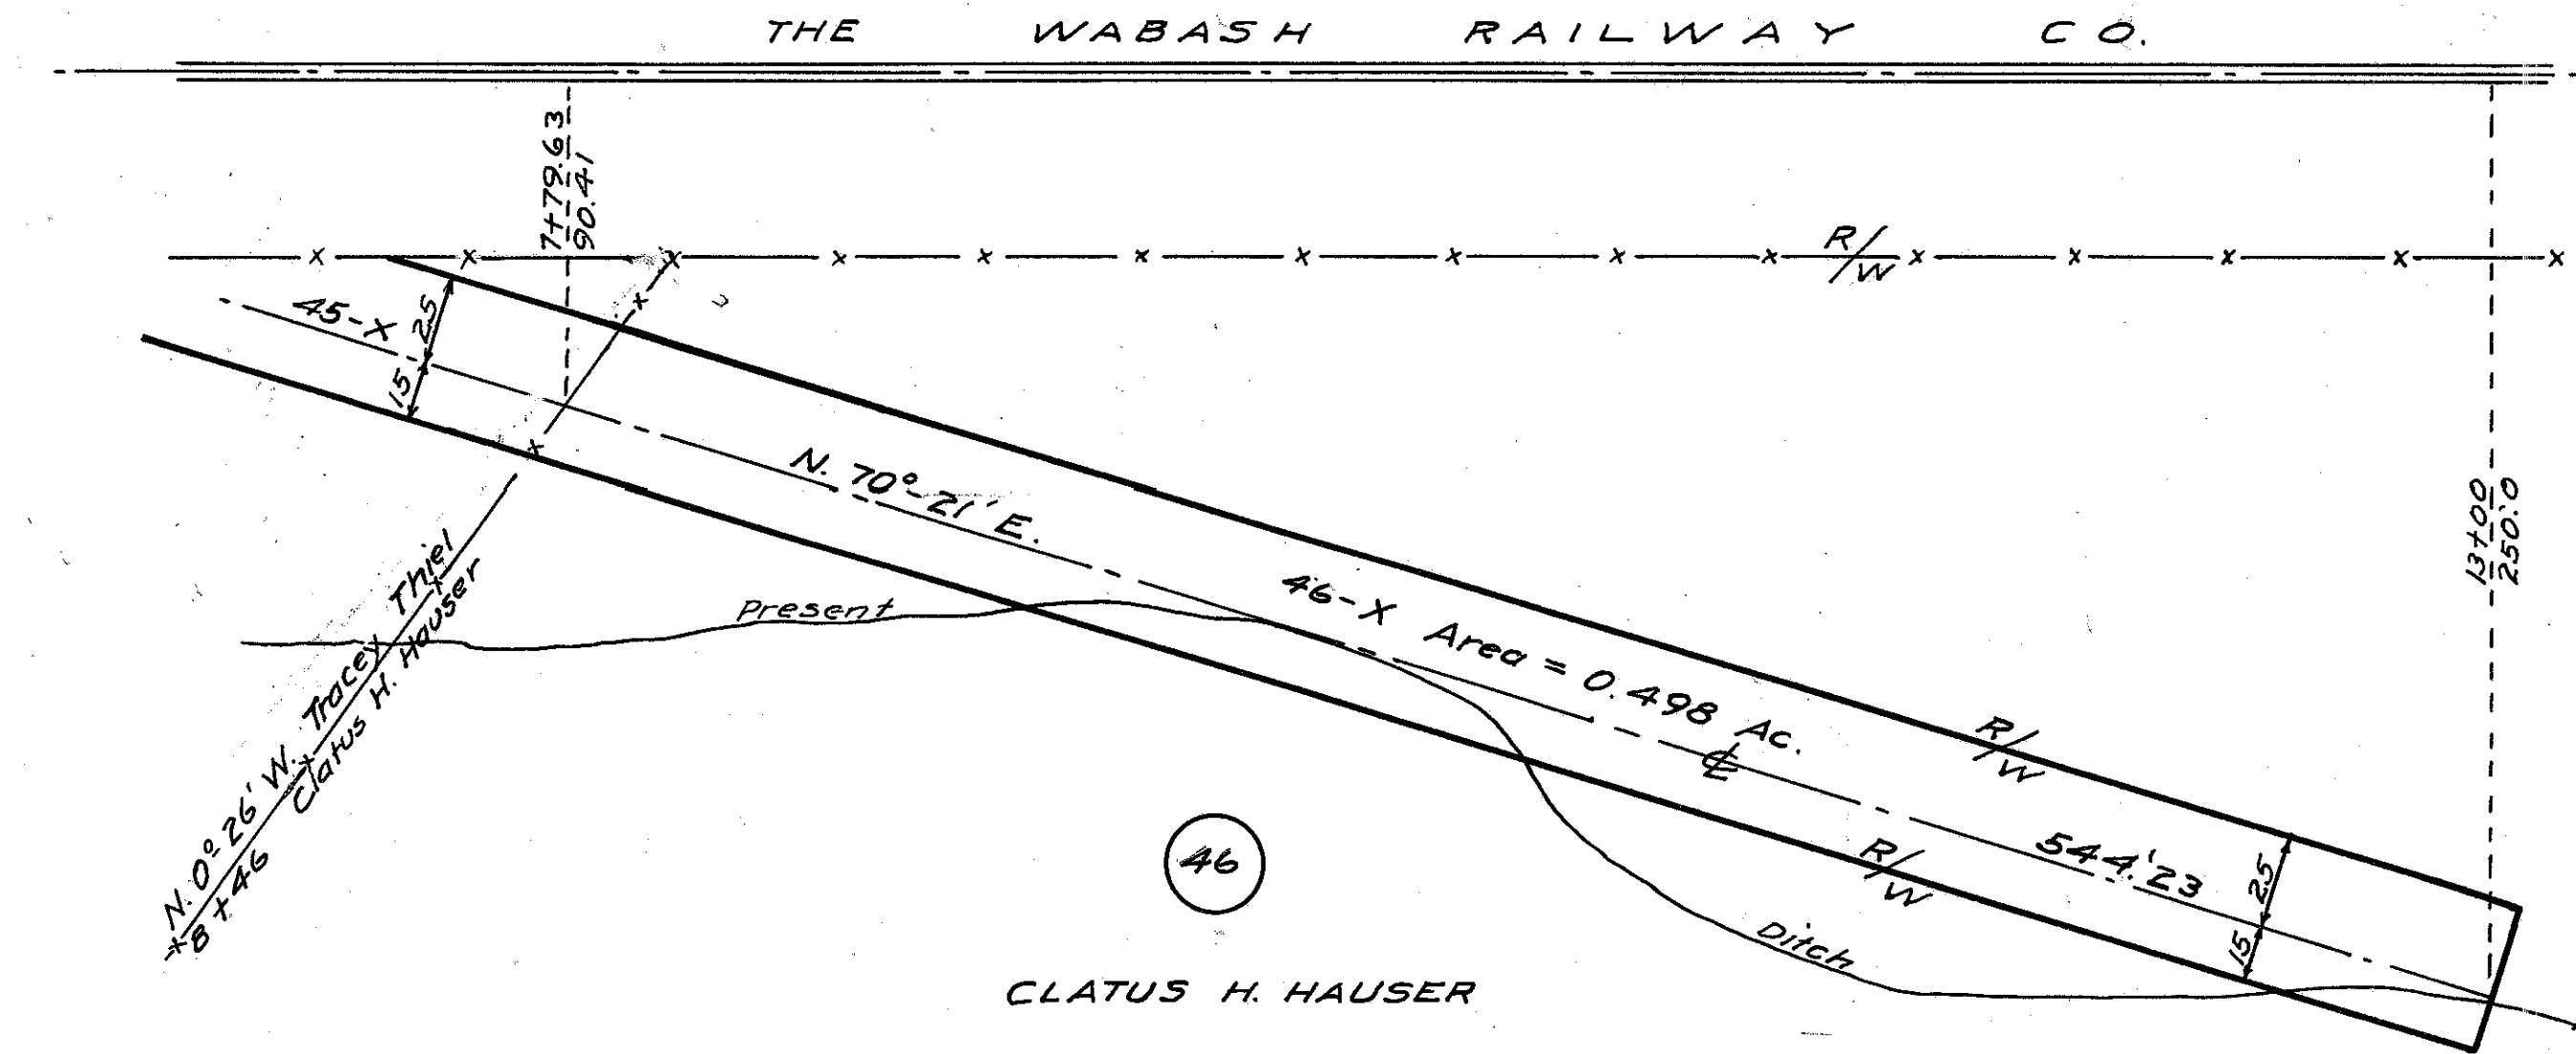 THE WABASH RAILWAY CO.
7+79.63
90.41
R/W
45-X
25
15
N. 70°-21' E.
13+00
250.'0
Present
46-X Area = 0.498 Ac.
℄
R/W
544.'23
25
15
R/W
Ditch
N. 0°-26' W. Tracey Thiel
8+46 Clatus H. Hauser
46
CLATUS H. HAUSER